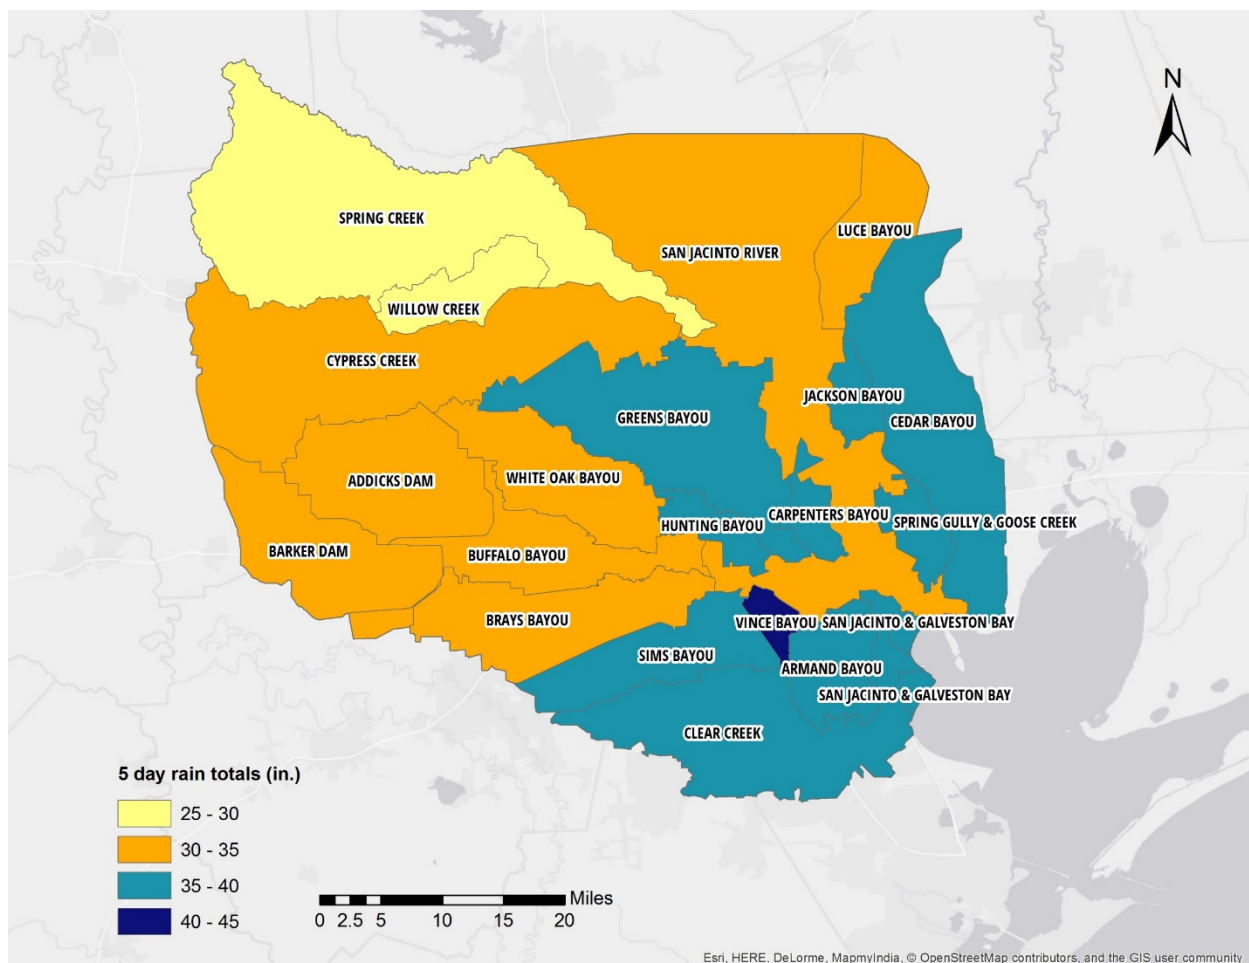 N
SPRING CREEK
LUCE BAYOU
SAN JACINTO RIVER
WILLOW CREEK
CYPRESS CREEK
JACKSON BAYOU
GREENS BAYOU
CEDAR BAYOU
ADDICKS DAM
WHITE OAK BAYOU
CARPENTERS BAYOU
HUNTING BAYOU
SPRING GULLY & GOOSE CREEK
BARKER DAM
BUFFALO BAYOU
BRAYS BAYOU
VINCE BAYOU
SAN JACINTO & GALVESTON BAY
SIMS BAYOU
ARMAND BAYOU
SAN JACINTO & GALVESTON BAY
CLEAR CREEK
5 day rain totals (in.)
25 - 30
30 - 35
35 - 40
40 - 45
Miles
0 2.5 5 10 15 20
Esri, HERE, DeLorme, MapmyIndia, © OpenStreetMap contributors, and the GIS user community